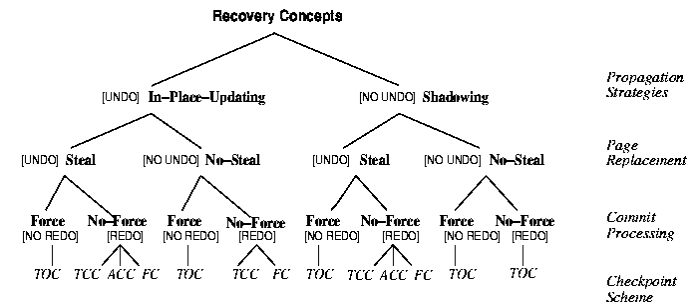 Recovery Concepts
[UNDO] In–Place–Updating [NO UNDO] Shadowing
Propagation
Strategies
[UNDO] Steal [NO UNDO] No–Steal [UNDO] Steal [NO UNDO] No–Steal
Page
Replacement
Force No–Force Force No–Force Force No–Force Force No–Force
[NO REDO] [REDO] [NO REDO] [REDO] [NO REDO] [REDO] [NO REDO] [REDO]
Commit
Processing
TOC TCC ACC FC TOC TCC FC TOC TCC ACC FC TOC TOC
Checkpoint
Scheme